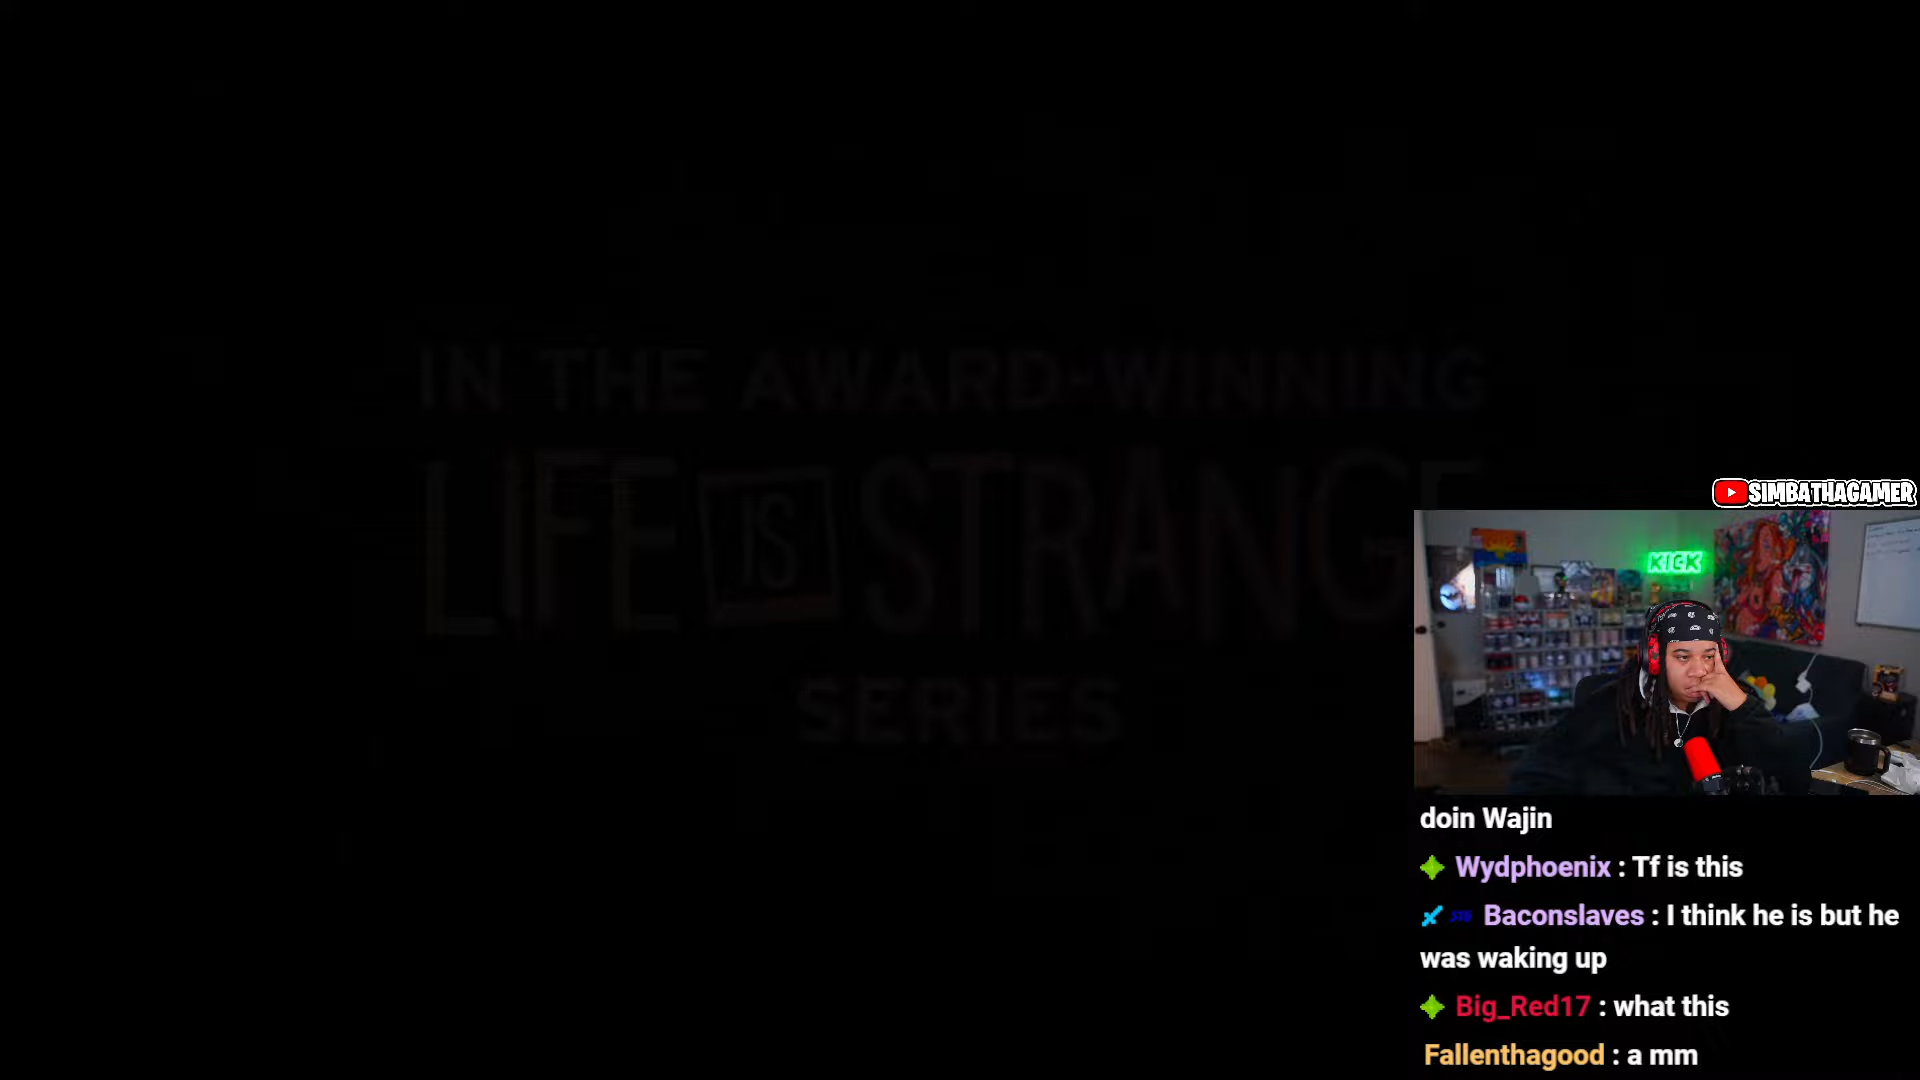 IN THE AWARD-WINNING
LIFE IS STRANGE
SERIES
SIMBATHAGAMER
KICK
doin Wajin
Wydphoenix : Tf is this
Baconslaves : I think he is but he
was waking up
Big_Red17 : what this
Fallenthagood : a mm